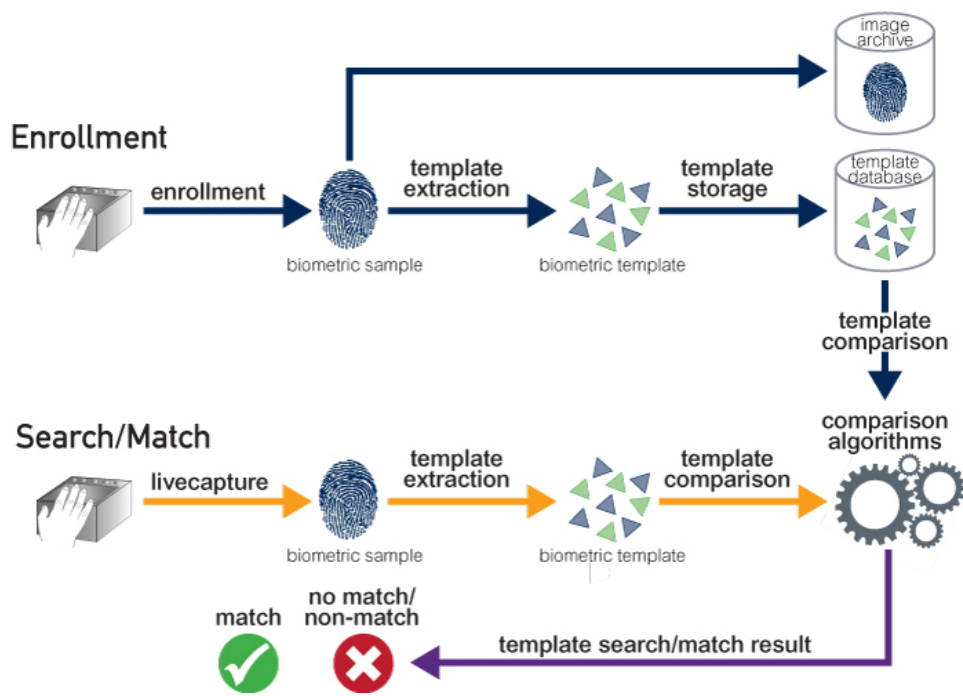 image
archive
Enrollment
enrollment
template
extraction
template
storage
template
database
biometric sample
biometric template
template
comparison
Search/Match
comparison
algorithms
livecapture
template
extraction
template
comparison
biometric sample
biometric template
match
no match/
non-match
template search/match result